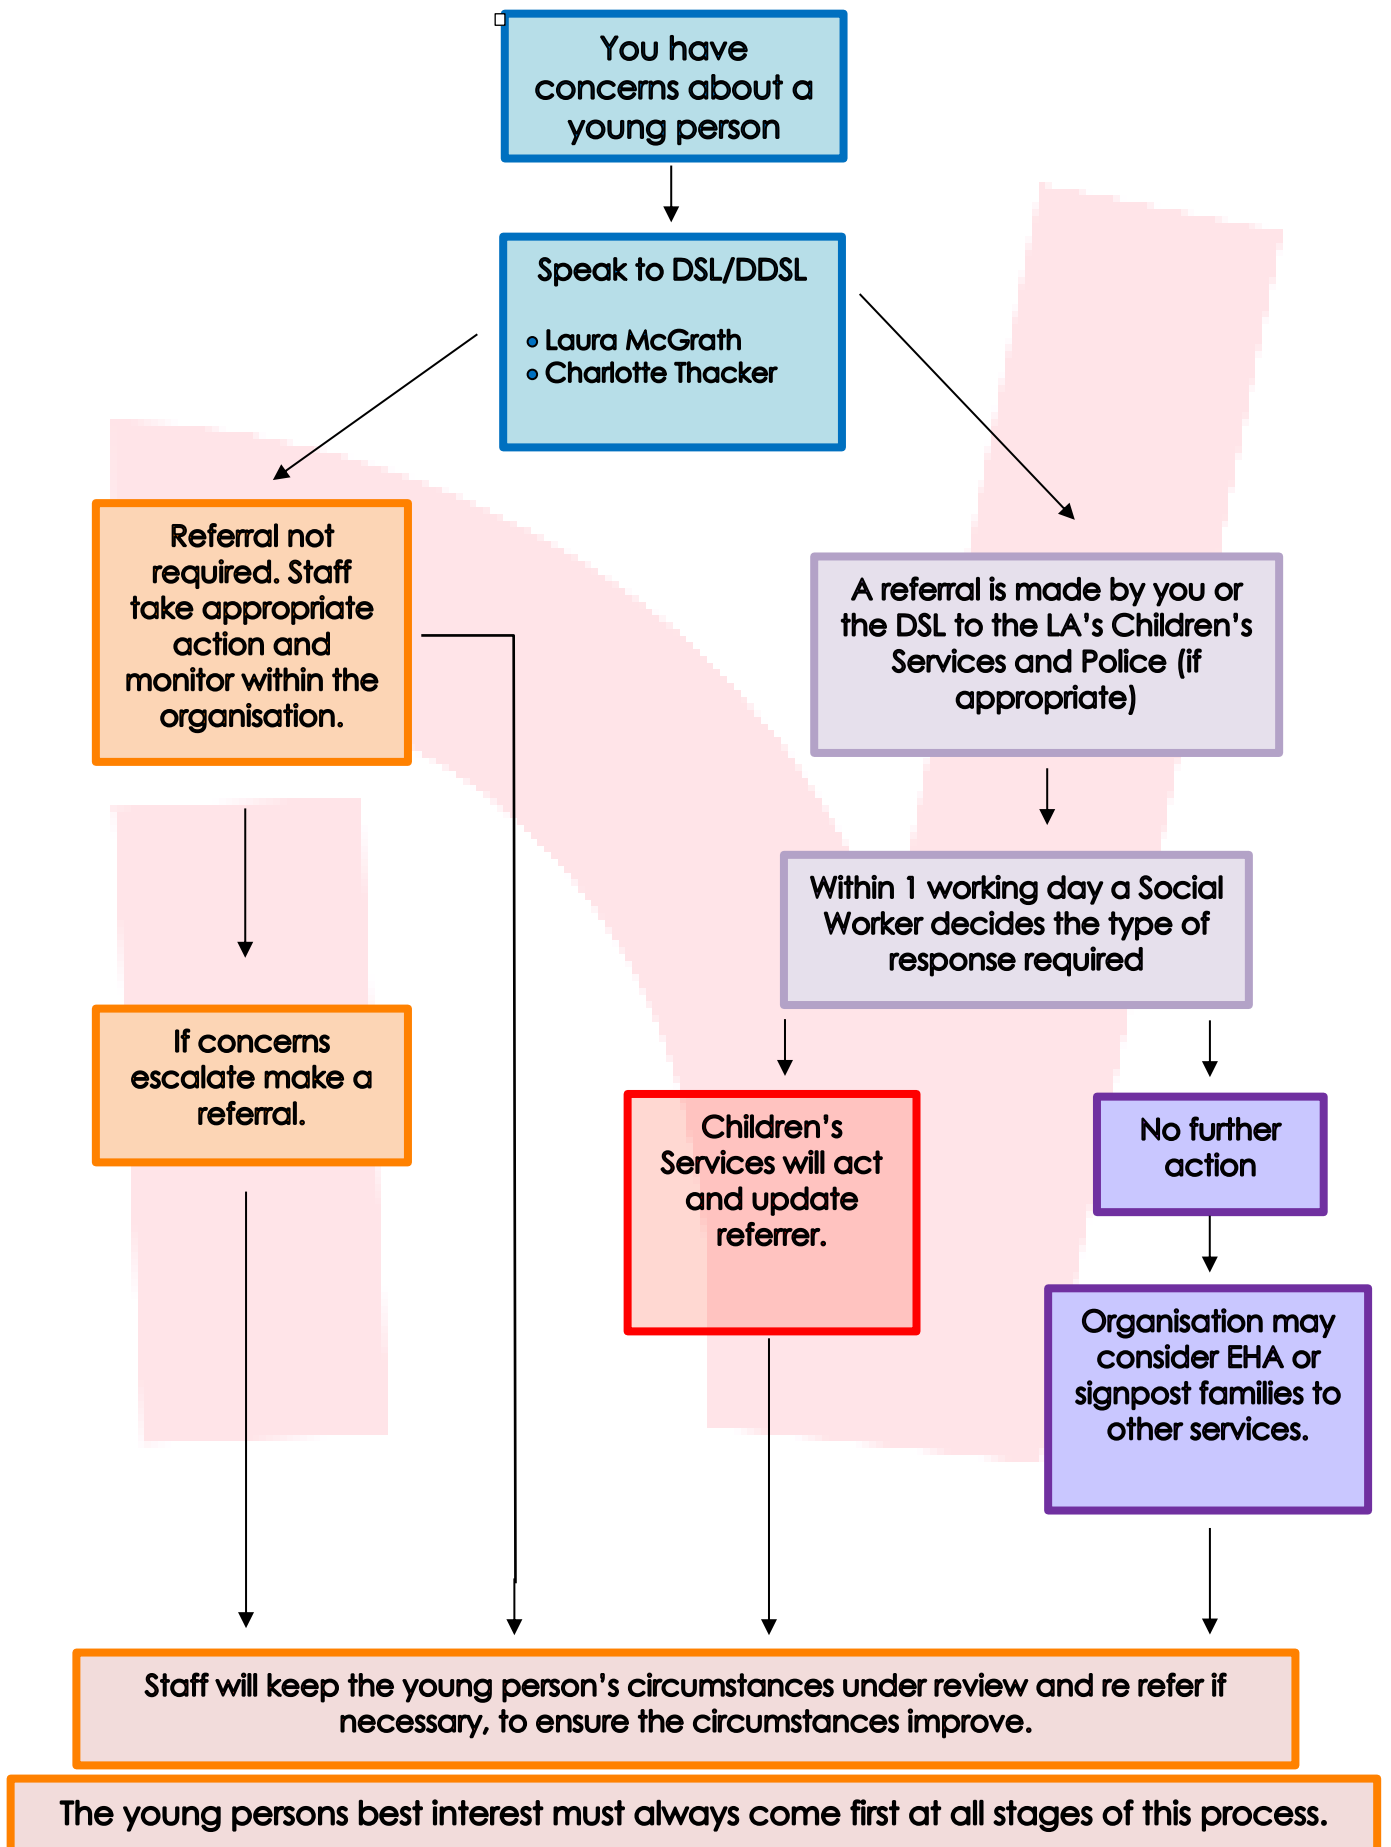 You have
concerns about a
young person
Speak to DSL/DDSL
• Laura McGrath
• Charlotte Thacker
Referral not
required. Staff
take appropriate
action and
monitor within the
organisation.
A referral is made by you or
the DSL to the LA’s Children’s
Services and Police (if
appropriate)
Within 1 working day a Social
Worker decides the type of
response required
If concerns
escalate make a
referral.
Children’s
Services will act
and update
referrer.
No further
action
Organisation may
consider EHA or
signpost families to
other services.
Staff will keep the young person’s circumstances under review and re refer if
necessary, to ensure the circumstances improve.
The young persons best interest must always come first at all stages of this process.